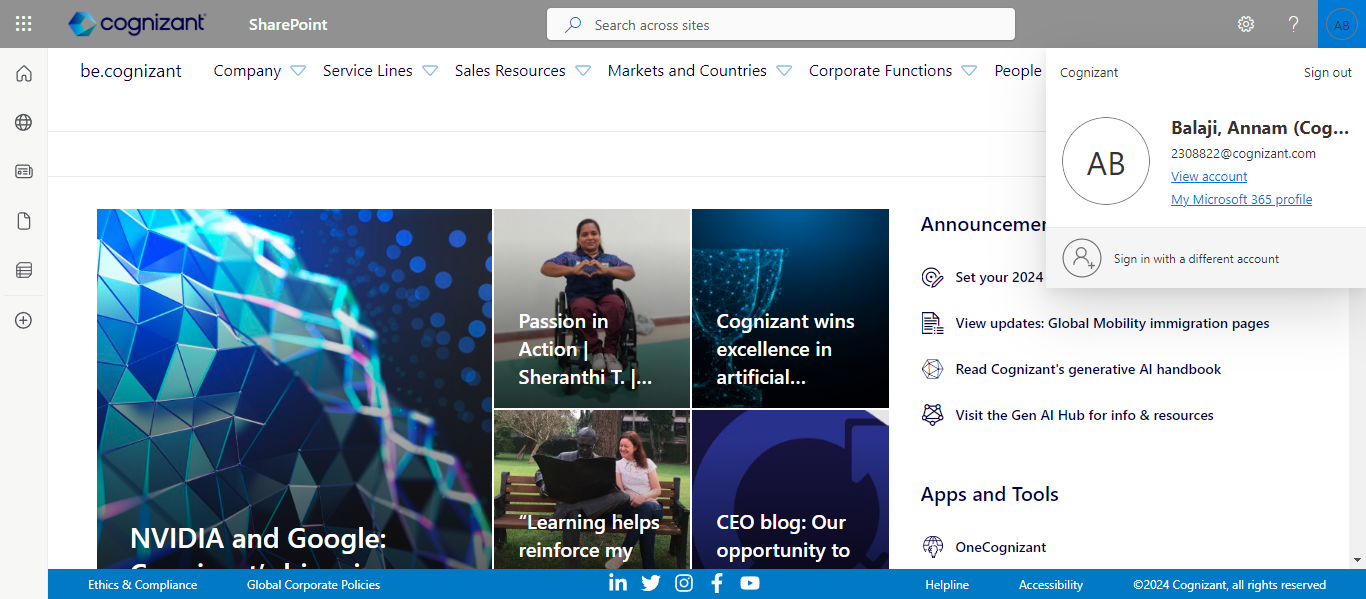 cognizant
SharePoint
Search across sites
?
AB
be.cognizant
Company
Service Lines
Sales Resources
Markets and Countries
Corporate Functions
People
Cognizant
Sign out
AB
Balaji, Annam (Cog...
2308822@cognizant.com
View account
My Microsoft 365 profile
Sign in with a different account
NVIDIA and Google:
Passion in
Action |
Sheranthi T. |...
Cognizant wins
excellence in
artificial...
“Learning helps
reinforce my
CEO blog: Our
opportunity to
Set your 2024
View updates: Global Mobility immigration pages
Read Cognizant's generative AI handbook
Visit the Gen AI Hub for info & resources
Apps and Tools
OneCognizant
Ethics & Compliance
Global Corporate Policies
Helpline
Accessibility
©2024 Cognizant, all rights reserved